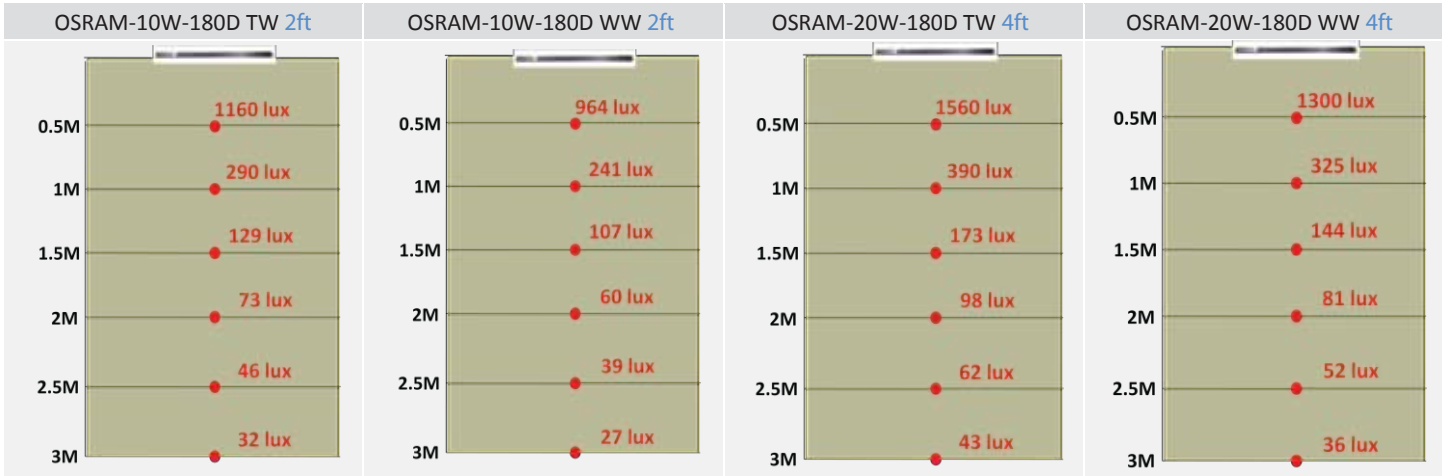 OSRAM-10W-180D TW 2ft
1160 lux
0.5M
290 lux
1M
129 lux
1.5M
73 lux
2M
46 lux
2.5M
32 lux
3M
OSRAM-10W-180D WW 2ft
964 lux
0.5M
241 lux
1M
107 lux
1.5M
60 lux
2M
39 lux
2.5M
27 lux
3M
OSRAM-20W-180D TW 4ft
1560 lux
0.5M
390 lux
1M
173 lux
1.5M
98 lux
2M
62 lux
2.5M
43 lux
3M
OSRAM-20W-180D WW 4ft
1300 lux
0.5M
325 lux
1M
144 lux
1.5M
81 lux
2M
52 lux
2.5M
36 lux
3M